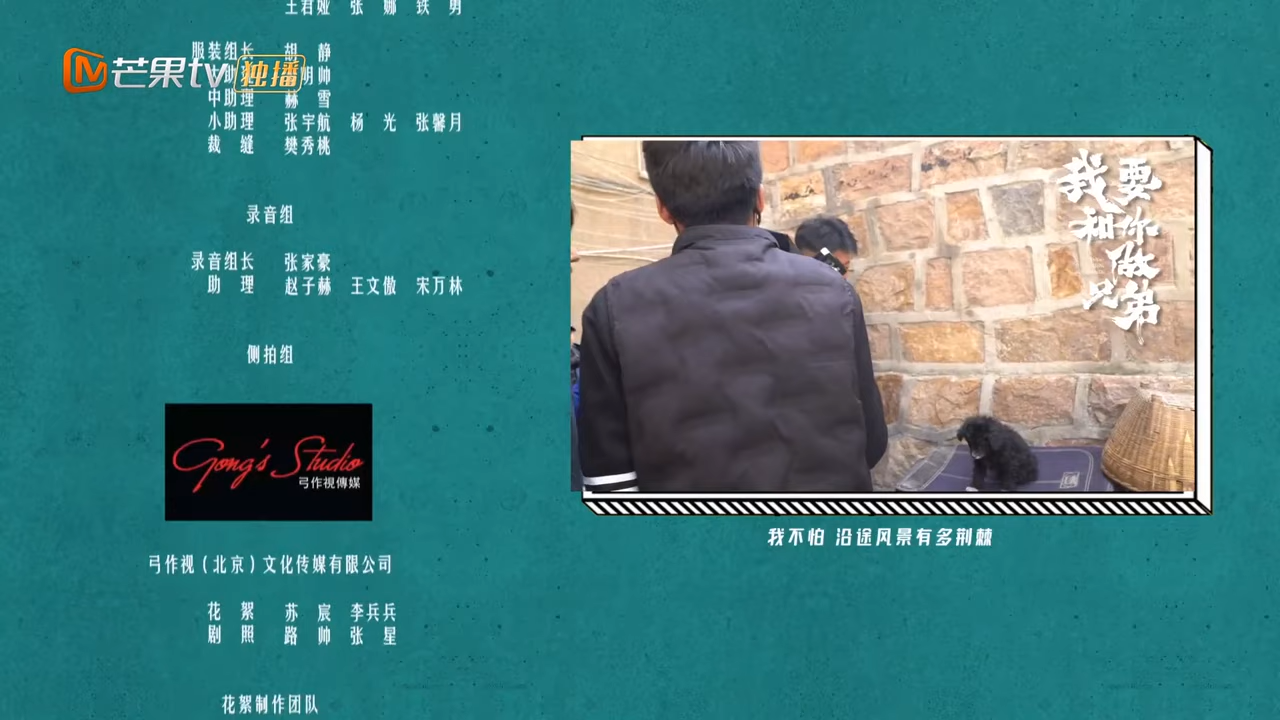 王君娅 张 娜 铁 勇
服装组长 胡 静
芒果tv 独播
明帅
中助理 赫 雪
小助理 张宇航 杨 光 张馨月
裁 缝 樊秀桃
录音组
录音组长 张家豪
助 理 赵子赫 王文傲 宋万林
侧拍组
Gong's Studio
弓作視傳媒
弓作视（北京）文化传媒有限公司
花 絮 苏 宸 李兵兵
剧 照 路 帅 张 星
花絮制作团队
我要
和你
做
兄弟
我不怕 沿途风景有多荆棘